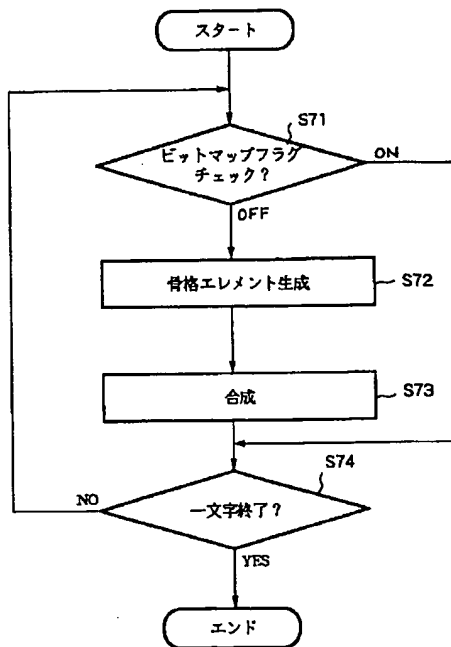 スタート
S71
ビットマップフラグ
チェック？
ON
OFF
骨格エレメント生成
S72
合成
S73
S74
NO
一文字終了？
YES
エンド